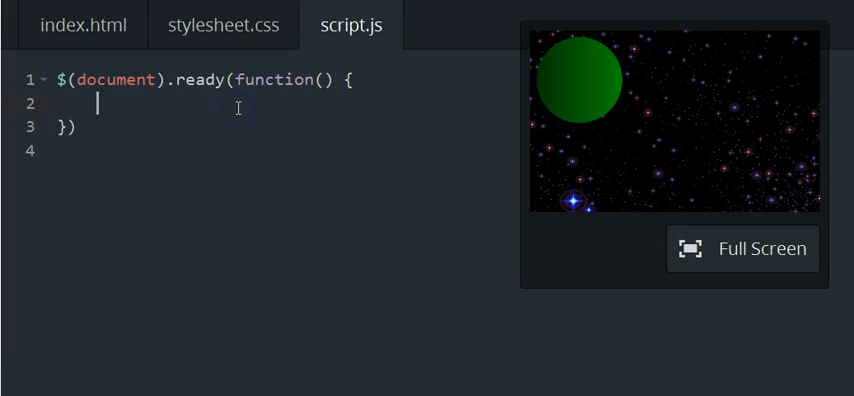 index.html stylesheet.css script.js
1 $(document).ready(function() {
2
3 })
4
Full Screen